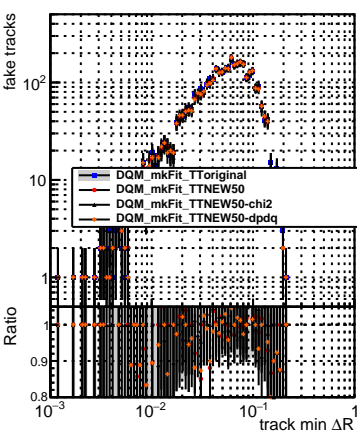 fake tracks
10²
10
1
DQM_mkFit_TToriginal
DQM_mkFit_TTNEW50
DQM_mkFit_TTNEW50-chi2
DQM_mkFit_TTNEW50-dpdq
Ratio
1
0.9
0.8
10⁻³ 10⁻² 10⁻¹ 1
track min ΔR